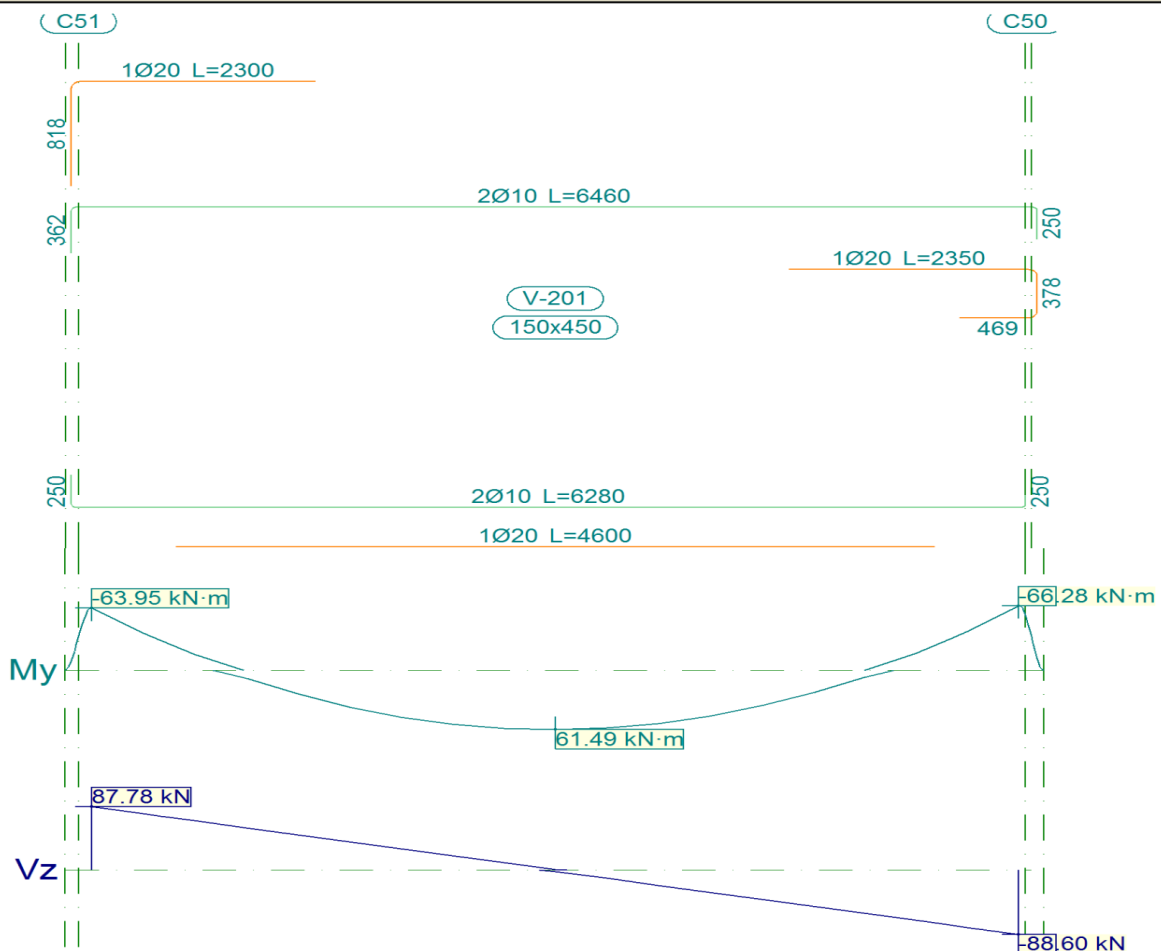 C51
C50
1Ø20 L=2300
818
2Ø10 L=6460
362
250
1Ø20 L=2350
378
469
V-201
150x450
250
2Ø10 L=6280
250
1Ø20 L=4600
-63.95 kN·m
-66.28 kN·m
My
61.49 kN·m
87.78 kN
Vz
-88.60 kN